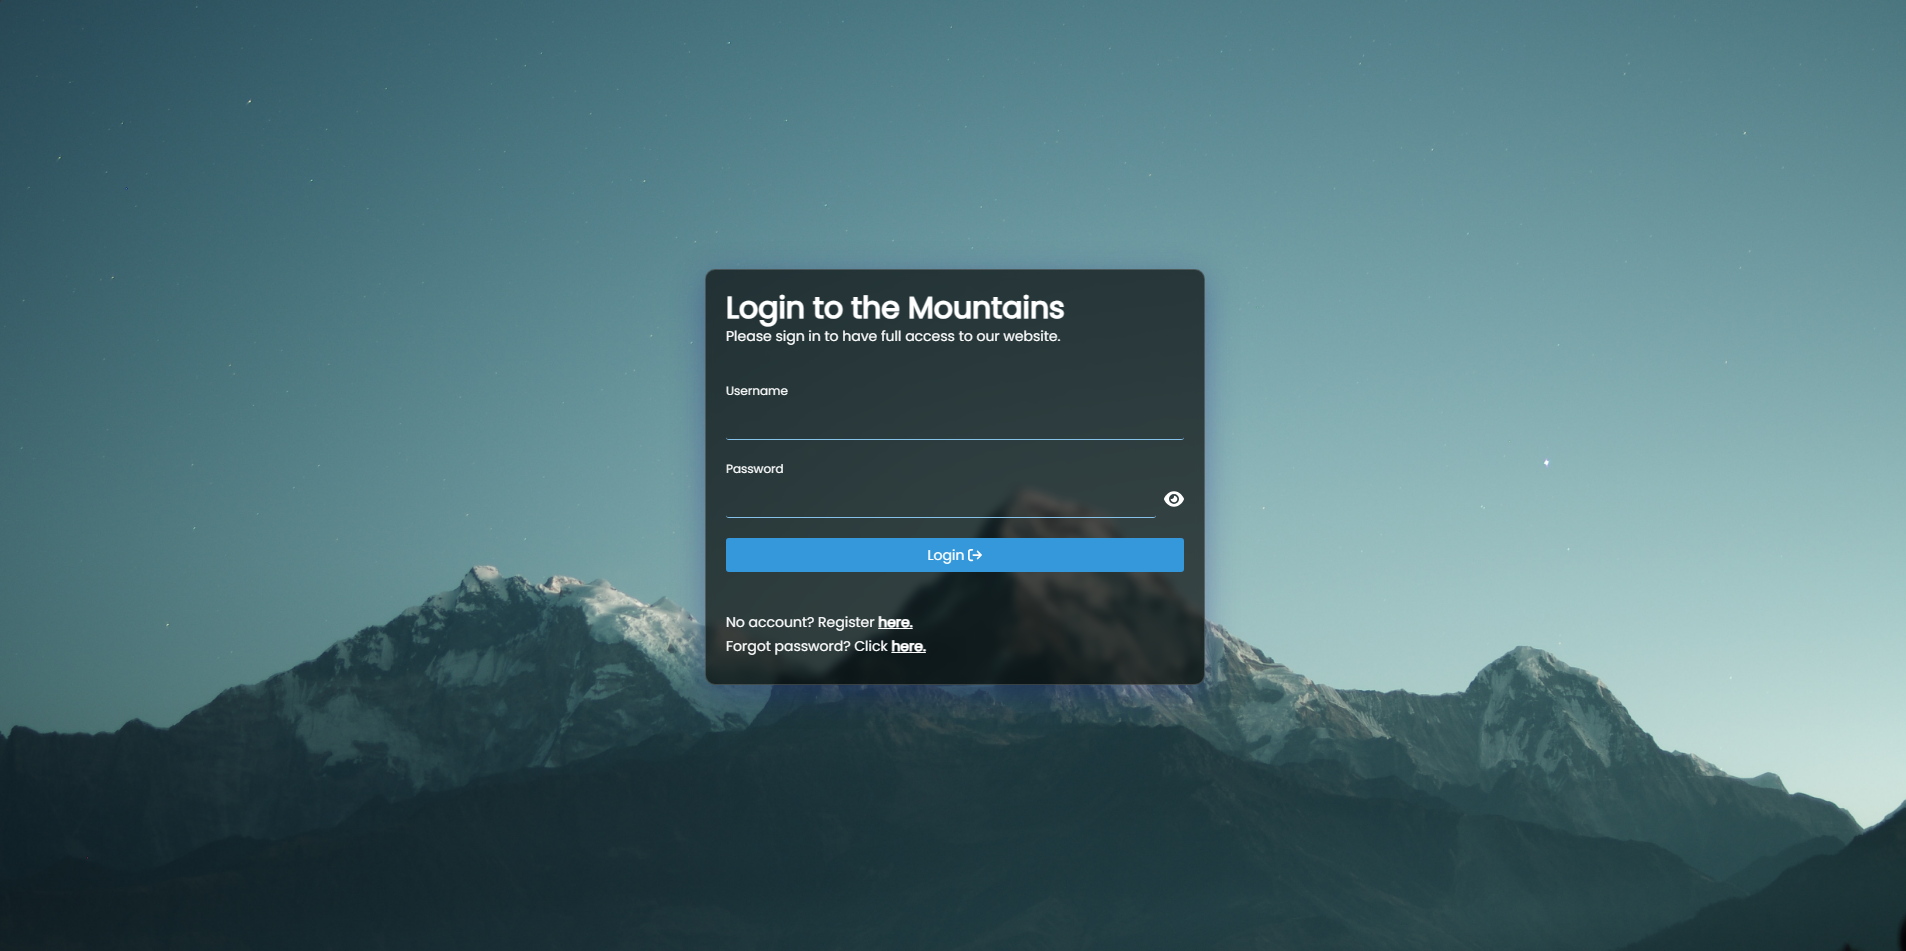 Login to the Mountains
Please sign in to have full access to our website.
Username
Password
Login
No account? Register here.
Forgot password? Click here.